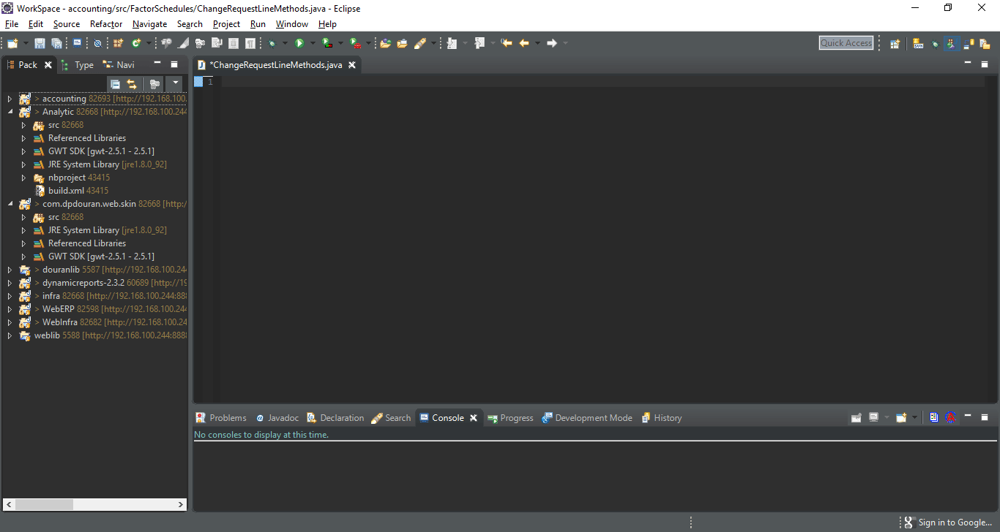 WorkSpace - accounting/src/FactorSchedules/ChangeRequestLineMethods.java - Eclipse
File Edit Source Refactor Navigate Search Project Run Window Help
Quick Access
Pack Type Navi
*ChangeRequestLineMethods.java
1
> accounting 82693 [http://192.168.100.
> Analytic 82668 [http://192.168.100.244
src 82668
Referenced Libraries
GWT SDK [gwt-2.5.1 - 2.5.1]
JRE System Library [jre1.8.0_92]
nbproject 43415
build.xml 43415
> com.dpdouran.web.skin 82668 [http:/
src 82668
JRE System Library [jre1.8.0_92]
Referenced Libraries
GWT SDK [gwt-2.5.1 - 2.5.1]
> douranlib 5587 [http://192.168.100.24
> dynamicreports-2.3.2 60689 [http://19
> infra 82668 [http://192.168.100.244:888
> WebERP 82598 [http://192.168.100.244
> WebInfra 82682 [http://192.168.100.24
weblib 5588 [http://192.168.100.244:888
Problems @ Javadoc Declaration Search Console Progress Development Mode History
No consoles to display at this time.
Sign in to Google...